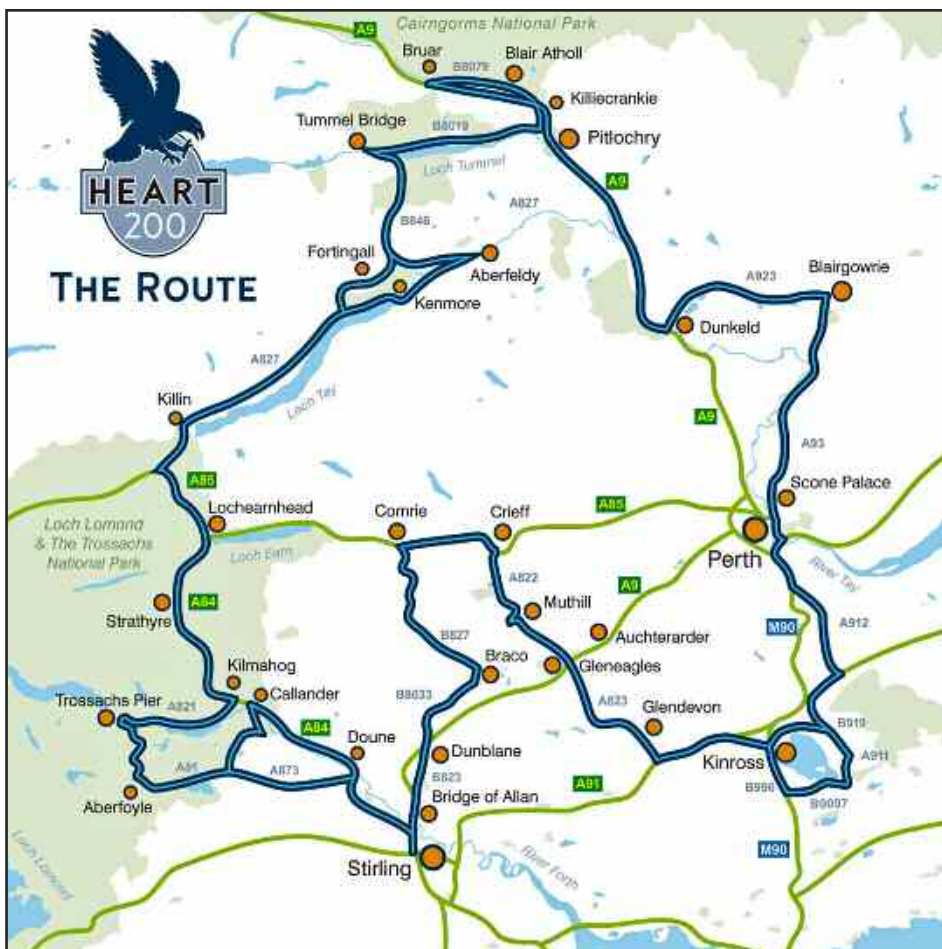 Cairngorms National Park
A9
Bruar
Blair Atholl
B8079
Killiecrankie
Tummel Bridge
B8019
Pitlochry
Loch Tummel
HEART
200
THE ROUTE
A9
A827
B846
Fortingall
Aberfeldy
Kenmore
A923
Blairgowrie
Dunkeld
A827
Loch Tay
Killin
A9
A93
A85
Scone Palace
Lochearnhead
Comrie
Crieff
A85
Loch Lomond
& The Trossachs
National Park
Loch Earn
Perth
River Tay
A822
A9
Strathyre
A84
Muthill
M90
A912
Auchterarder
B827
Braco
Gleneagles
Kilmahog
Callander
Trossachs Pier
A821
B8033
A823
Glendevon
A84
Doune
Dunblane
B919
A81
A873
Kinross
A911
Aberfoyle
B823
A91
B996
B9097
Bridge of Allan
Loch Lomond
Stirling
River Forth
M90